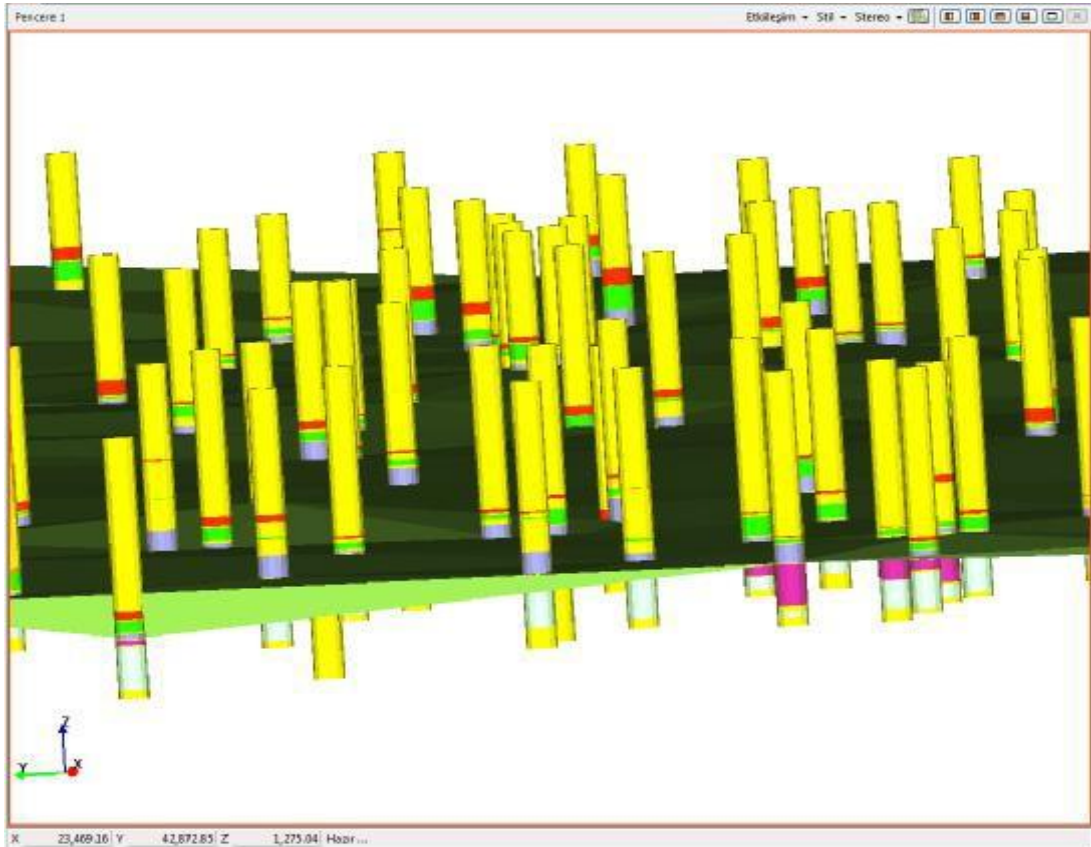 Pencere 1 Etkileşim Stil Stereo
Z
Y X
X 23,469.16 Y 42,872.85 Z 1,275.04 Hazır...